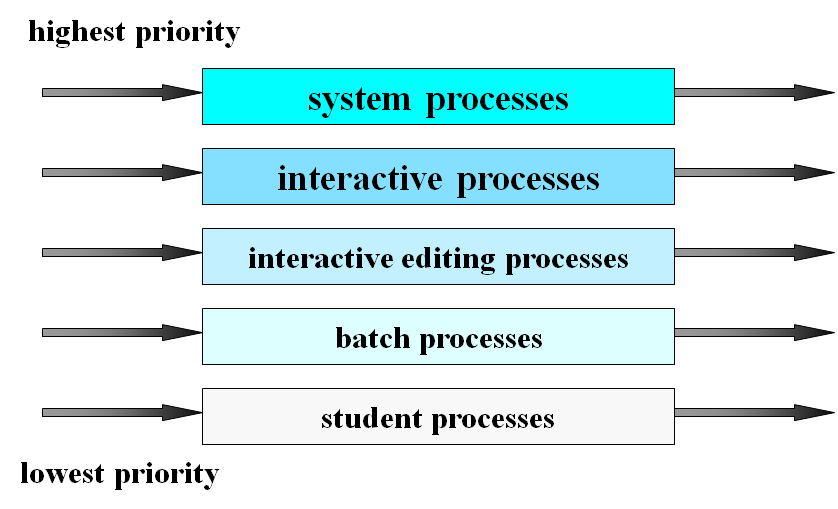 highest priority
system processes
interactive processes
interactive editing processes
batch processes
student processes
lowest priority